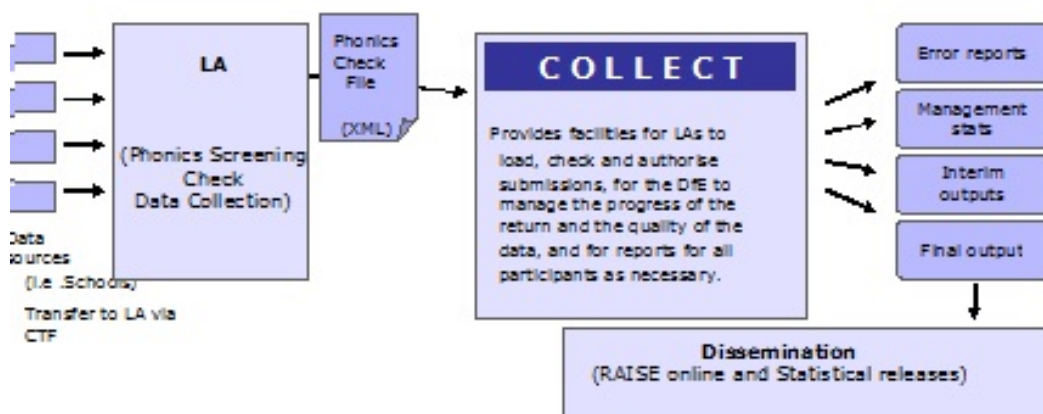 LA
(Phonics Screening
Check
Data Collection)
Data
ources
(i.e .Schools)
Transfer to LA via
CTF
Phonics
Check
File
(XML)
COLLECT
Provides facilities for LAs to
load, check and authorise
submissions, for the DfE to
manage the progress of the
return and the quality of the
data, and for reports for all
participants as necessary.
Error reports
Management
stats
Interim
outputs
Final output
Dissemination
(RAISE online and Statistical releases)